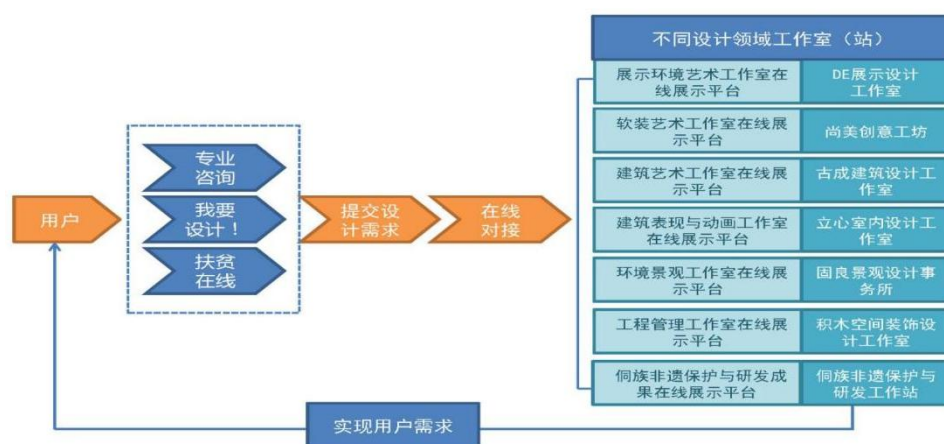 用户
专业
咨询
我要
设计！
扶贫
在线
提交设
计需求
在线
对接
不同设计领域工作室（站）
展示环境艺术工作室在
线展示平台
DE展示设计
工作室
软装艺术工作室在线展
示平台
尚美创意工坊
建筑艺术工作室在线展
示平台
古成建筑设计工
作室
建筑表现与动画工作室
在线展示平台
立心室内设计工
作室
环境景观工作室在线展
示平台
固良景观设计事
务所
工程管理工作室在线展
示平台
积木空间装饰设
计工作室
侗族非遗保护与研发成
果在线展示平台
侗族非遗保护与
研发工作站
实现用户需求